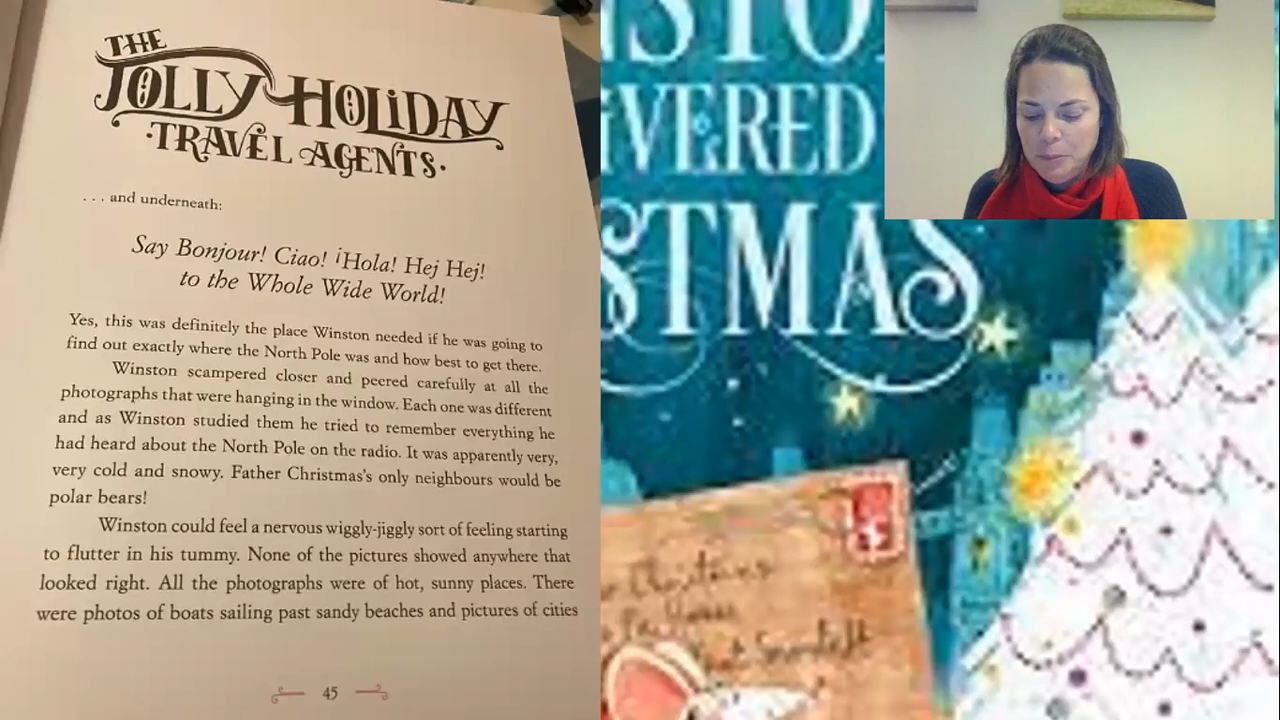 THE
JOLLY HOLIDAY
·TRAVEL AGENTS·
. . . and underneath:
Say Bonjour! Ciao! ¡Hola! Hej Hej!
to the Whole Wide World!
Yes, this was definitely the place Winston needed if he was going to
find out exactly where the North Pole was and how best to get there.
Winston scampered closer and peered carefully at all the
photographs that were hanging in the window. Each one was different
and as Winston studied them he tried to remember everything he
had heard about the North Pole on the radio. It was apparently very,
very cold and snowy. Father Christmas's only neighbours would be
polar bears!
Winston could feel a nervous wiggly-jiggly sort of feeling starting
to flutter in his tummy. None of the pictures showed anywhere that
looked right. All the photographs were of hot, sunny places. There
were photos of boats sailing past sandy beaches and pictures of cities
45
NSTO
IVERED
STMAS
Christmas